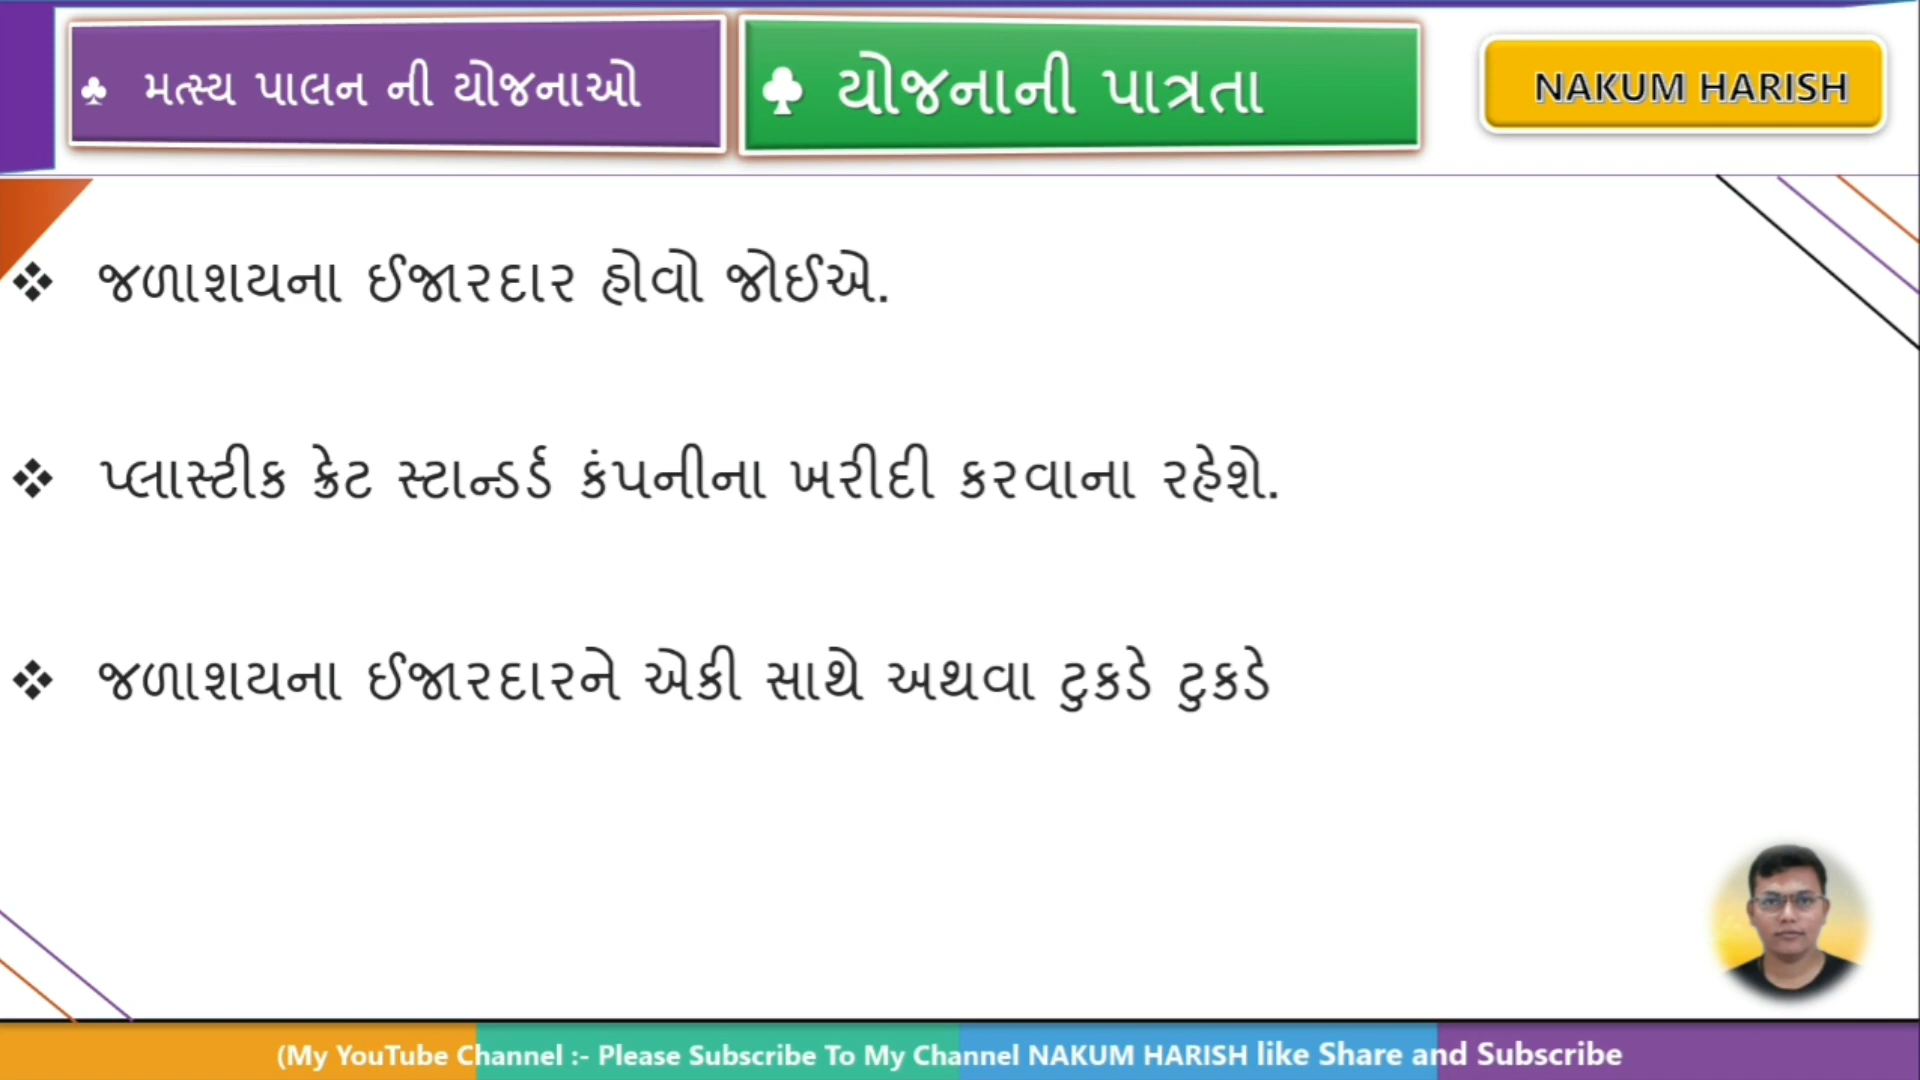 ♣ મત્સ્ય પાલન ની યોજનાઓ
♣ યોજનાની પાત્રતા
NAKUM HARISH
❖ જળાશયના ઈજારદાર હોવો જોઈએ.
❖ પ્લાસ્ટીક ક્રેટ સ્ટાન્ડર્ડ કંપનીના ખરીદી કરવાના રહેશે.
❖ જળાશયના ઈજારદારને એકી સાથે અથવા ટુકડે ટુકડે
(My YouTube Channel :- Please Subscribe To My Channel NAKUM HARISH like Share and Subscribe